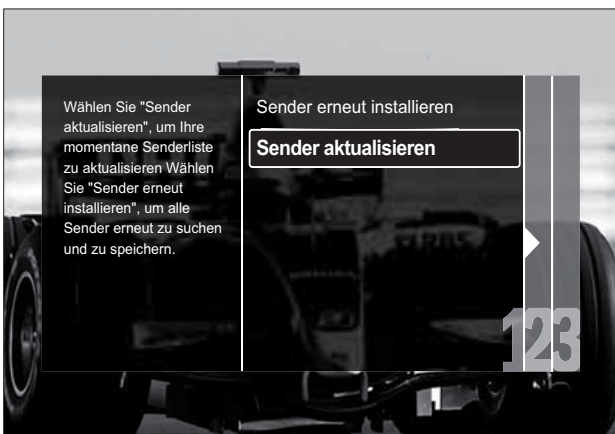 Wählen Sie "Sender
aktualisieren", um Ihre
momentane Senderliste
zu aktualisieren Wählen
Sie "Sender erneut
installieren", um alle
Sender erneut zu suchen
und zu speichern.
Sender erneut installieren
Sender aktualisieren
123